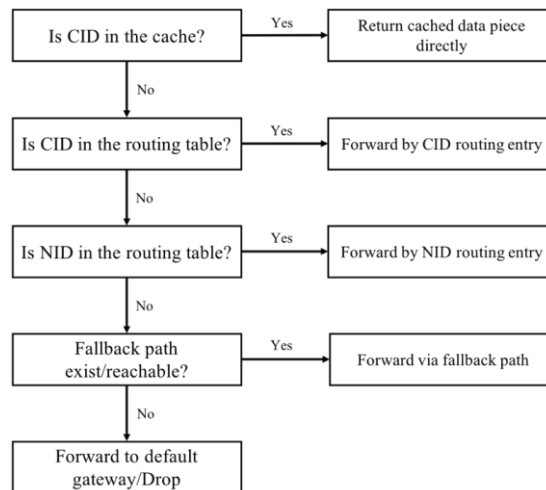 Is CID in the cache?
Yes
Return cached data piece
directly
No
Is CID in the routing table?
Yes
Forward by CID routing entry
No
Is NID in the routing table?
Yes
Forward by NID routing entry
No
Fallback path
exist/reachable?
Yes
Forward via fallback path
No
Forward to default
gateway/Drop